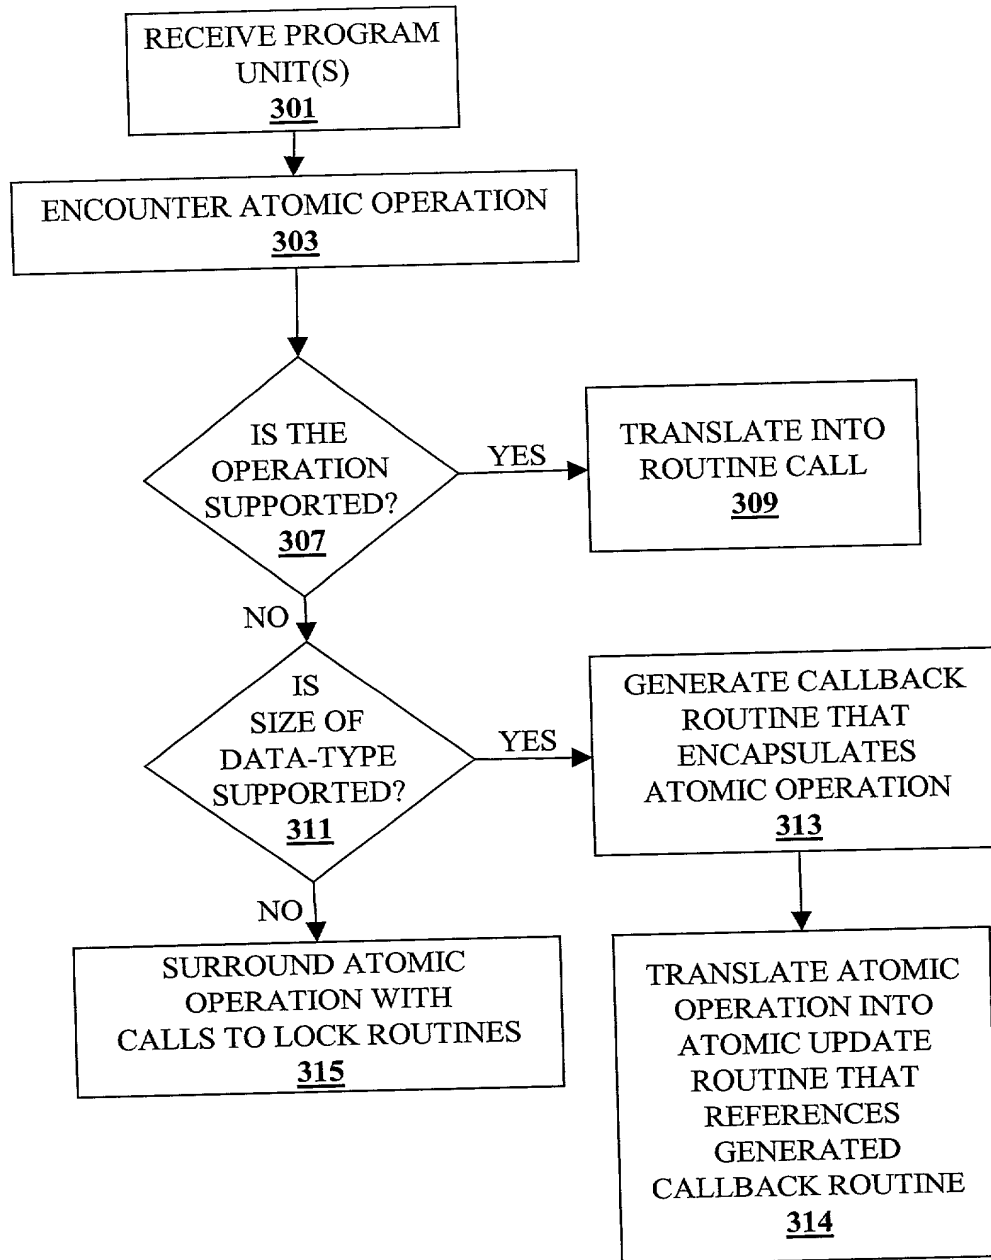 RECEIVE PROGRAM
UNIT(S)
301
ENCOUNTER ATOMIC OPERATION
303
IS THE
OPERATION
SUPPORTED?
307
YES
TRANSLATE INTO
ROUTINE CALL
309
NO
IS
SIZE OF
DATA-TYPE
SUPPORTED?
311
YES
GENERATE CALLBACK
ROUTINE THAT
ENCAPSULATES
ATOMIC OPERATION
313
NO
SURROUND ATOMIC
OPERATION WITH
CALLS TO LOCK ROUTINES
315
TRANSLATE ATOMIC
OPERATION INTO
ATOMIC UPDATE
ROUTINE THAT
REFERENCES
GENERATED
CALLBACK ROUTINE
314